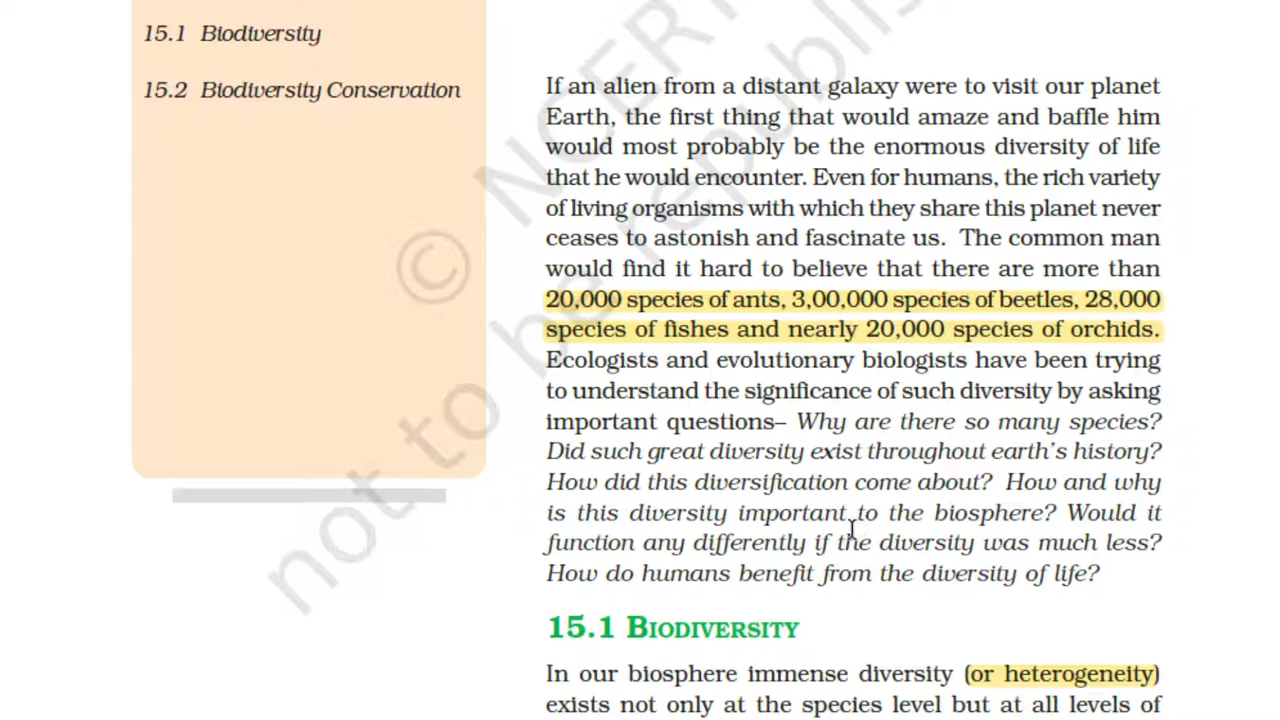 15.1 Biodiversity
15.2 Biodiversity Conservation
If an alien from a distant galaxy were to visit our planet
Earth, the first thing that would amaze and baffle him
would most probably be the enormous diversity of life
that he would encounter. Even for humans, the rich variety
of living organisms with which they share this planet never
ceases to astonish and fascinate us. The common man
would find it hard to believe that there are more than
20,000 species of ants, 3,00,000 species of beetles, 28,000
species of fishes and nearly 20,000 species of orchids.
Ecologists and evolutionary biologists have been trying
to understand the significance of such diversity by asking
important questions– Why are there so many species?
Did such great diversity exist throughout earth's history?
How did this diversification come about? How and why
is this diversity important to the biosphere? Would it
function any differently if the diversity was much less?
How do humans benefit from the diversity of life?
15.1 BIODIVERSITY
In our biosphere immense diversity (or heterogeneity)
exists not only at the species level but at all levels of
© NCER
not to be republis